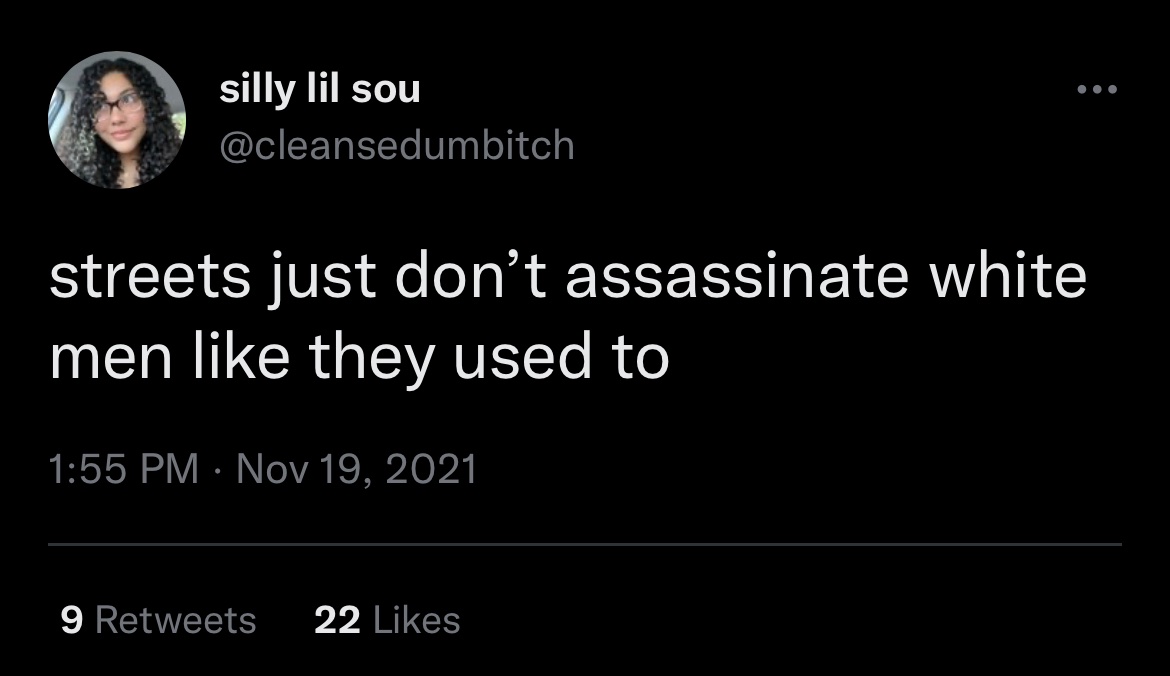 silly lil sou
@cleansedumbitch
streets just don’t assassinate white
men like they used to
1:55 PM · Nov 19, 2021
9 Retweets 22 Likes